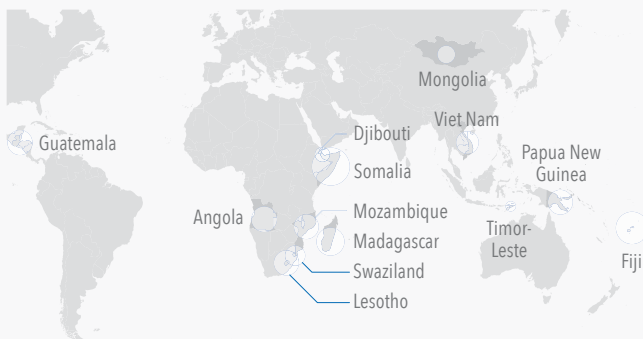 Mongolia
Viet Nam
Guatemala
Djibouti
Papua New
Guinea
Somalia
Angola
Mozambique
Timor-
Leste
Madagascar
Fiji
Swaziland
Lesotho